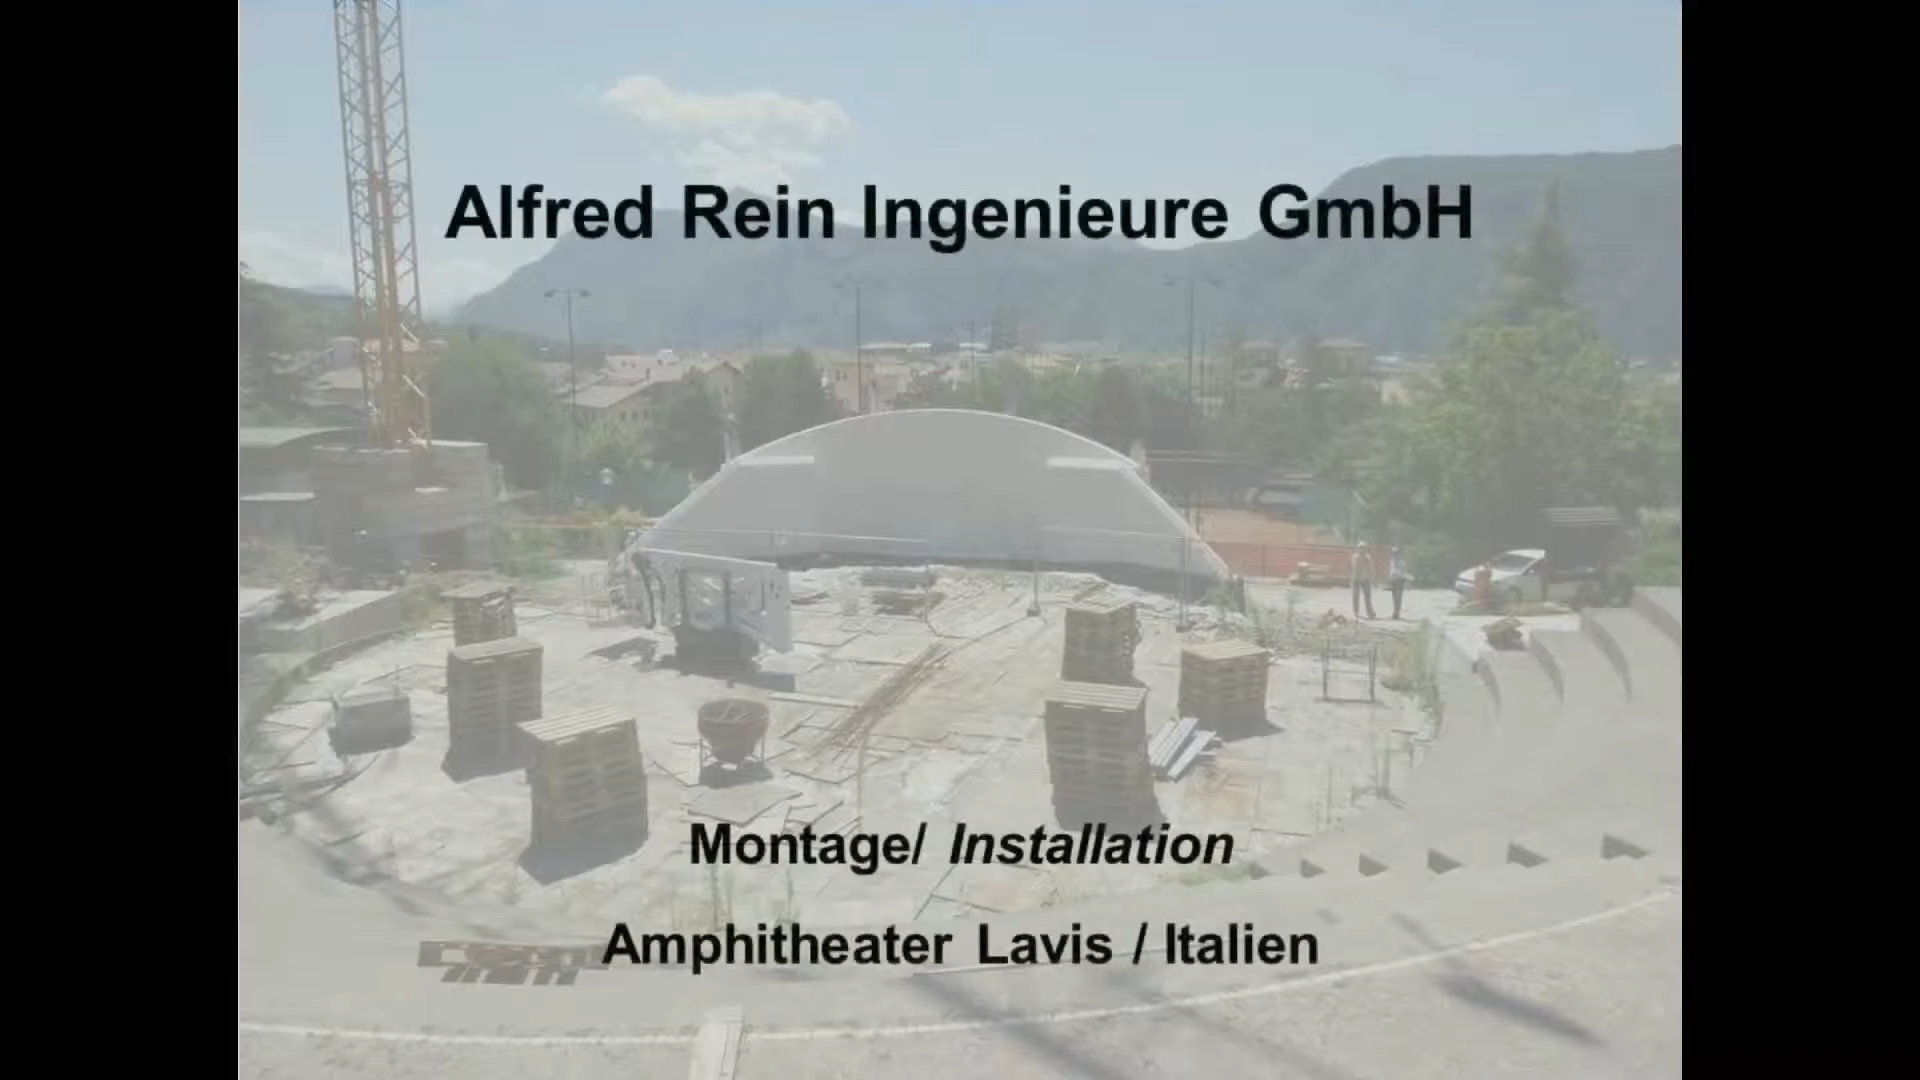 Alfred Rein Ingenieure GmbH
Montage/ Installation
Amphitheater Lavis / Italien